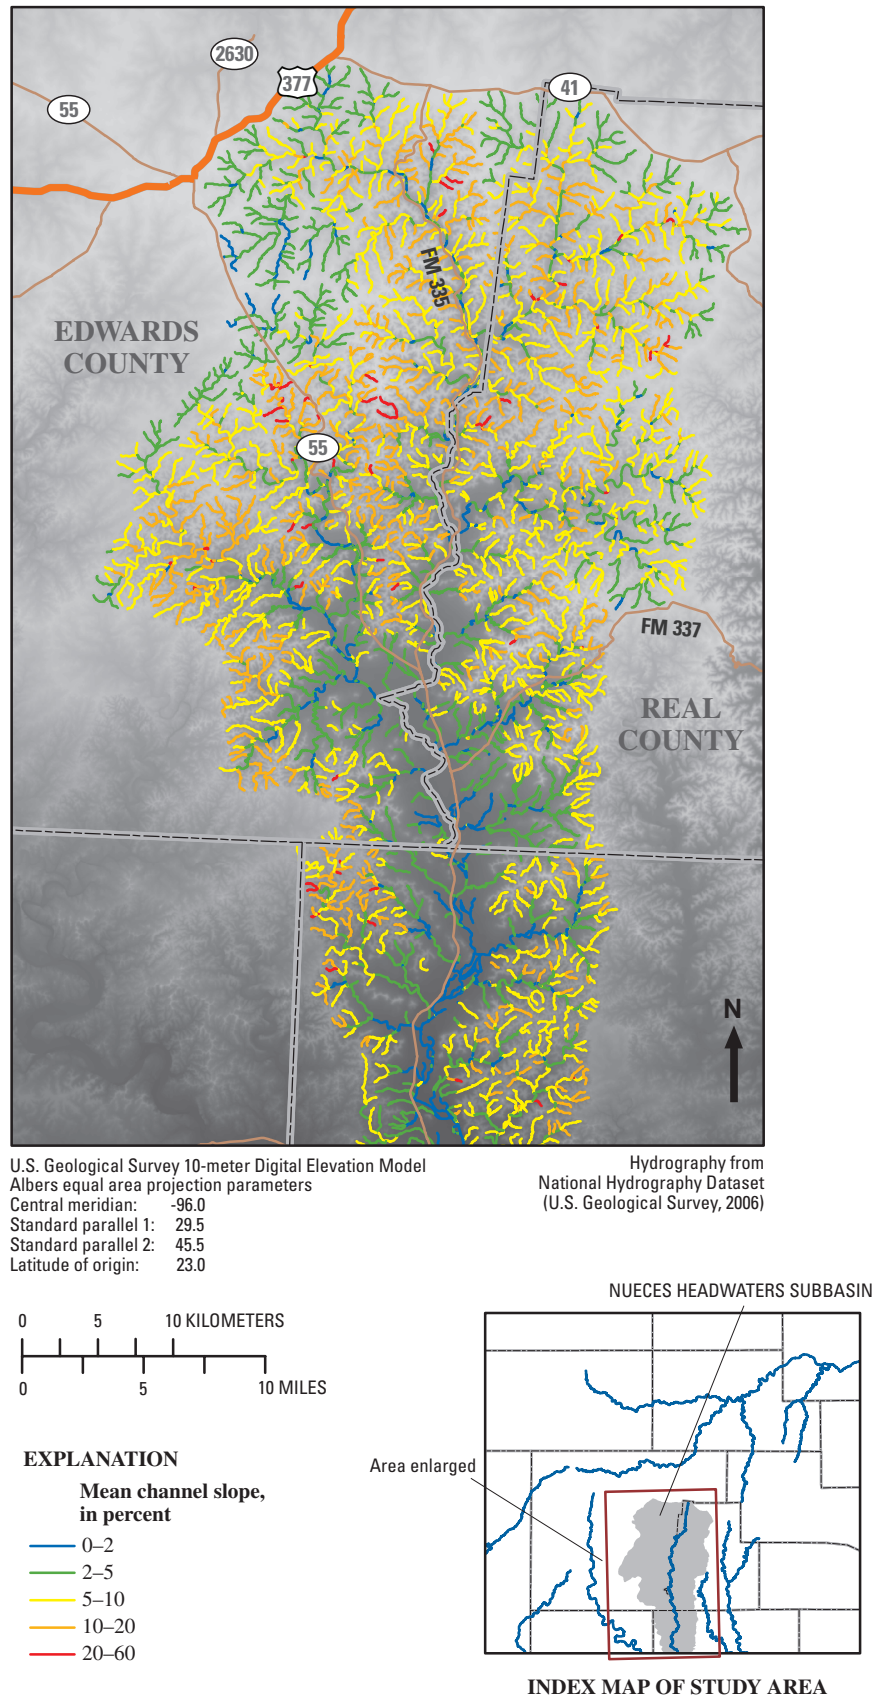 2630
377
55
41
FM 335
EDWARDS
COUNTY
55
FM 337
REAL
COUNTY
N
U.S. Geological Survey 10-meter Digital Elevation Model
Albers equal area projection parameters
Central meridian: -96.0
Standard parallel 1: 29.5
Standard parallel 2: 45.5
Latitude of origin: 23.0
Hydrography from
National Hydrography Dataset
(U.S. Geological Survey, 2006)
0 5 10 KILOMETERS
0 5 10 MILES
NUECES HEADWATERS SUBBASIN
Area enlarged
EXPLANATION
Mean channel slope,
in percent
0–2
2–5
5–10
10–20
20–60
INDEX MAP OF STUDY AREA